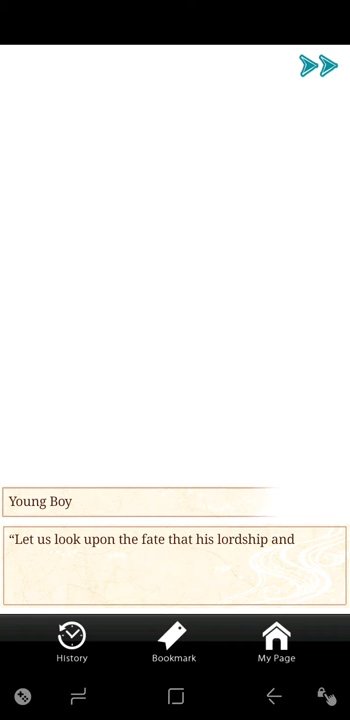 Young Boy
“Let us look upon the fate that his lordship and
History
Bookmark
My Page